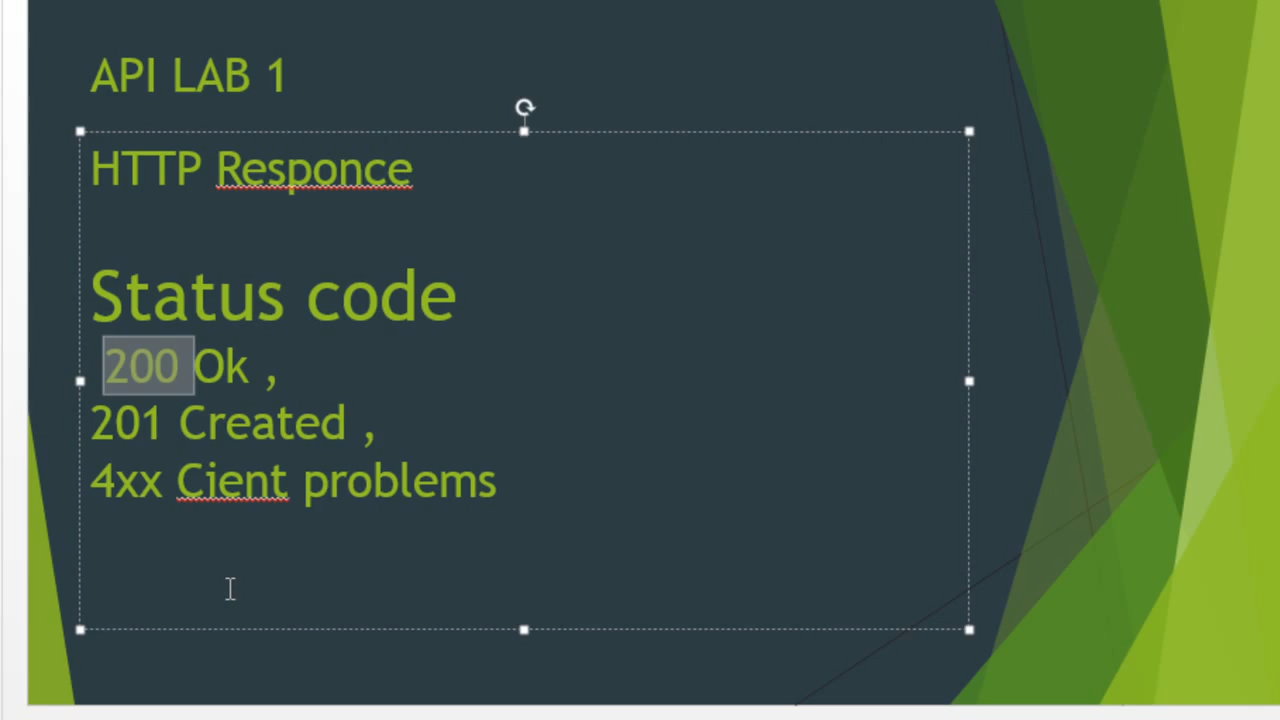 API LAB 1
HTTP Responce
Status code
200 Ok ,
201 Created ,
4xx Cient problems